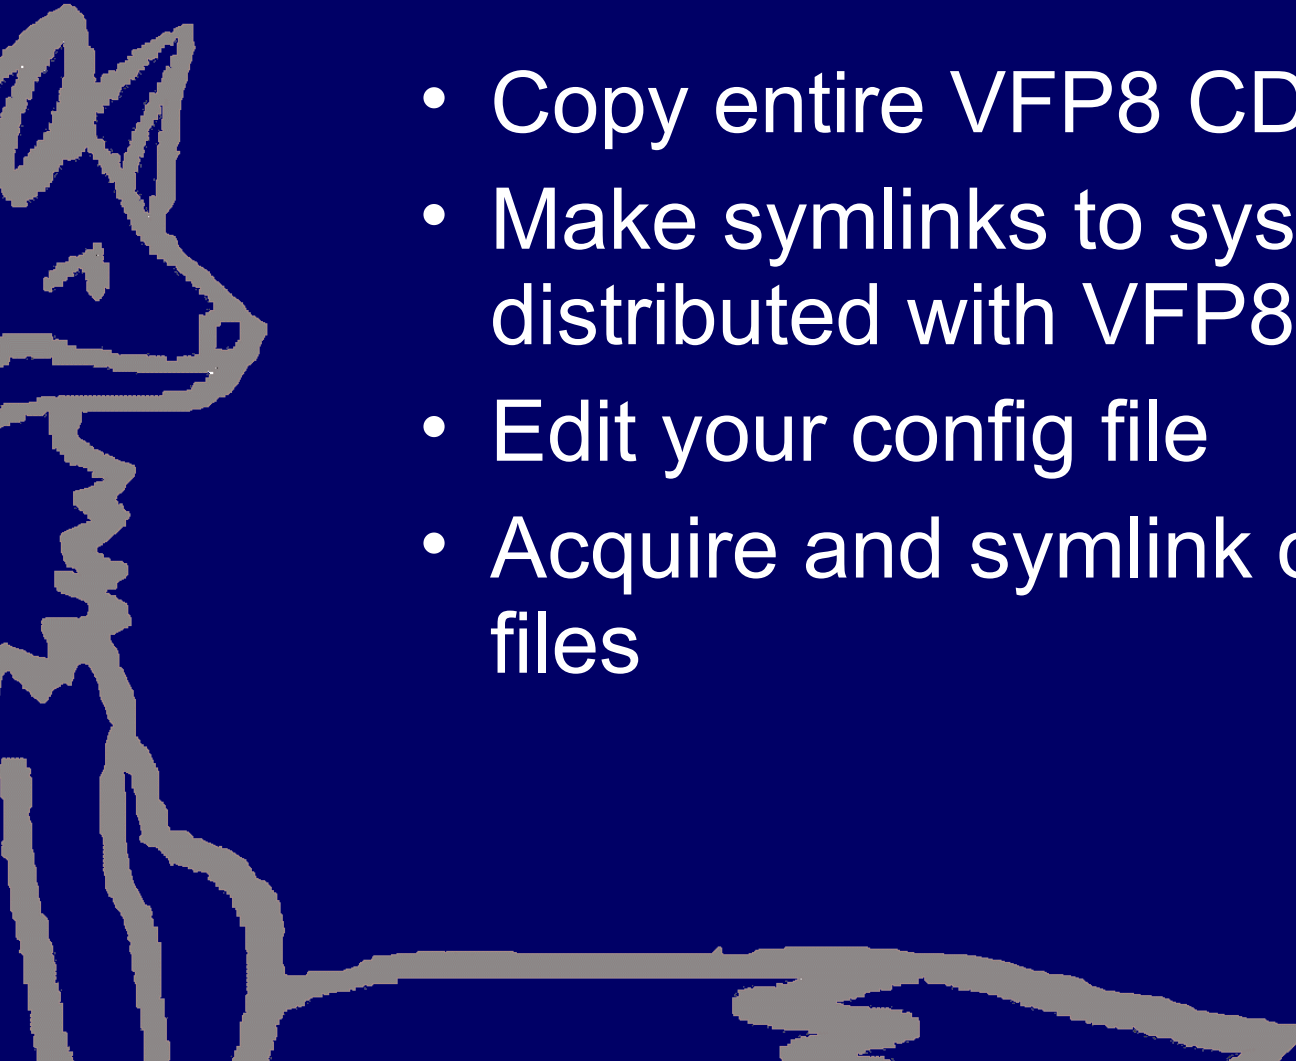 • Copy entire VFP8 CD
• Make symlinks to sys
distributed with VFP8
• Edit your config file
• Acquire and symlink
files